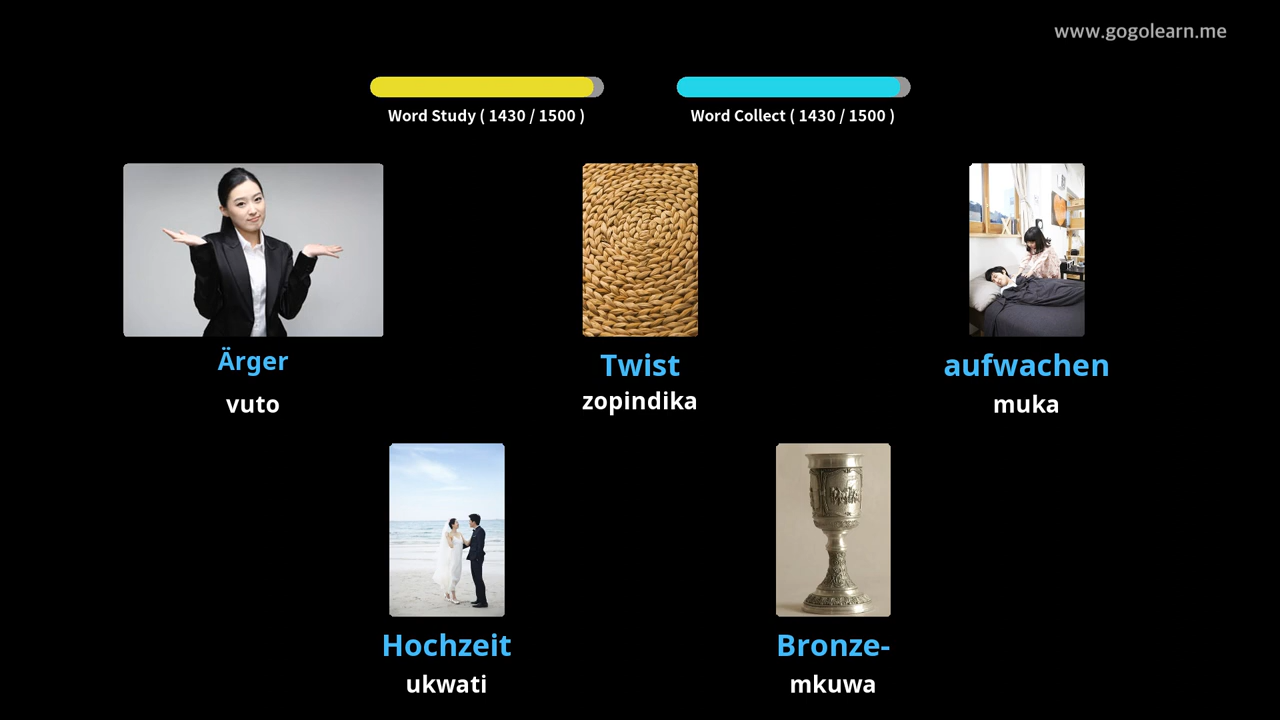 www.gogolearn.me
Word Study ( 1430 / 1500 )
Word Collect ( 1430 / 1500 )
Ärger
vuto
Twist
zopindika
aufwachen
muka
Hochzeit
ukwati
Bronze-
mkuwa